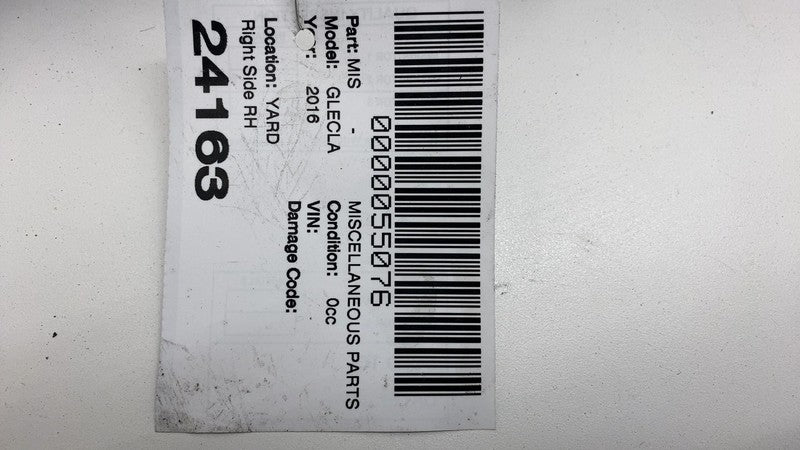 0000055076
Part: MIS - MISCELLANEOUS PARTS
Model: GLECLA Condition: 0cc
Year: 2016 VIN:
Damage Code:
Location: YARD
Right Side RH
24163